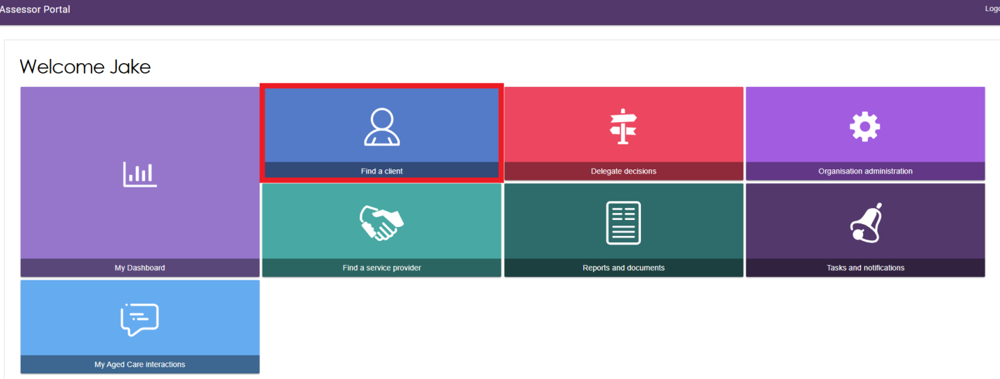 Assessor Portal
Welcome Jake
Find a client
Delegate decisions
Organisation administration
My Dashboard
Find a service provider
Reports and documents
Tasks and notifications
My Aged Care interactions